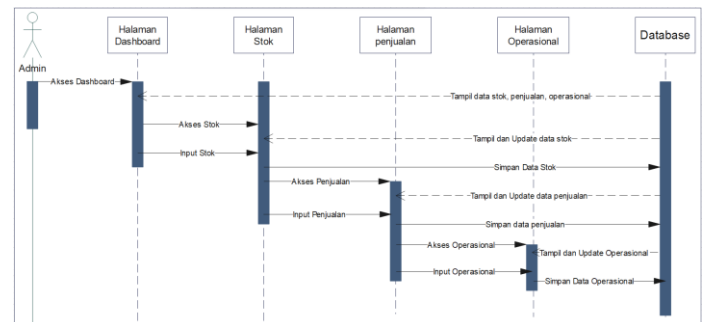 Halaman
Dashboard
Halaman
Stok
Halaman
penjualan
Halaman
Operasional
Database
Admin
Akses Dashboard
Tampil data stok, penjualan, operasional
Akses Stok
Tampil dan Update data stok
Input Stok
Simpan Data Stok
Akses Penjualan
Tampil dan Update data penjualan
Input Penjualan
Simpan data penjualan
Akses Operasional
Tampil dan Update Operasional
Input Operasional
Simpan Data Operasional